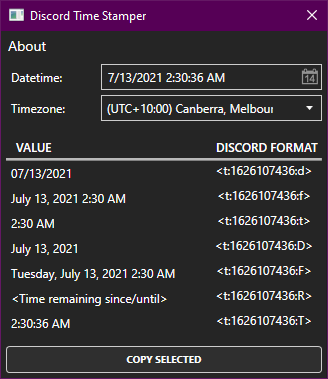 Discord Time Stamper
About
Datetime: 7/13/2021 2:30:36 AM 14
Timezone: (UTC+10:00) Canberra, Melbour
VALUE DISCORD FORMAT
07/13/2021 <t:1626107436:d>
July 13, 2021 2:30 AM <t:1626107436:f>
2:30 AM <t:1626107436:t>
July 13, 2021 <t:1626107436:D>
Tuesday, July 13, 2021 2:30 AM <t:1626107436:F>
<Time remaining since/until> <t:1626107436:R>
2:30:36 AM <t:1626107436:T>
COPY SELECTED